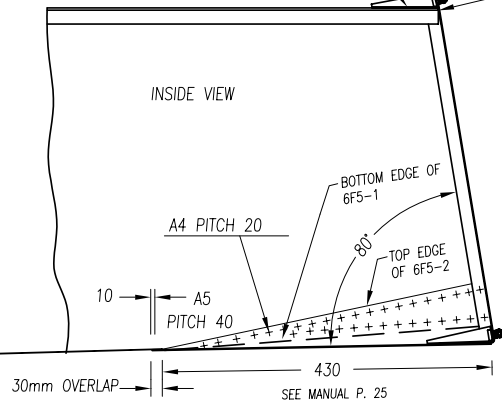 INSIDE VIEW
BOTTOM EDGE OF
6F5-1
A4 PITCH 20
80°
TOP EDGE
OF 6F5-2
10
A5
PITCH 40
430
30mm OVERLAP
SEE MANUAL P. 25